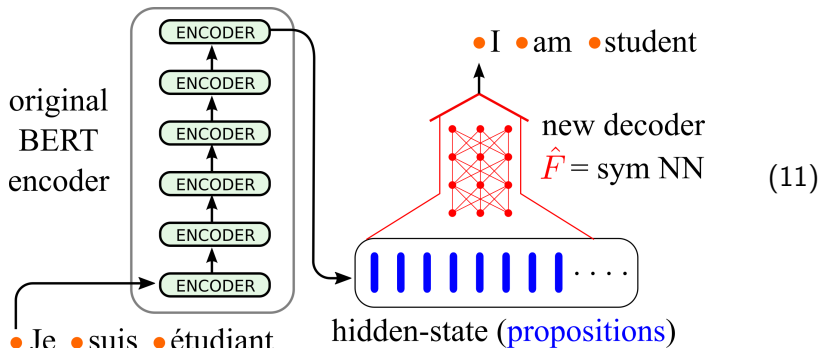 original
BERT
encoder
ENCODER
ENCODER
ENCODER
ENCODER
ENCODER
ENCODER
• Je • suis • étudiant
• I • am • student
new decoder
F̂ = sym NN
(11)
hidden-state (propositions)